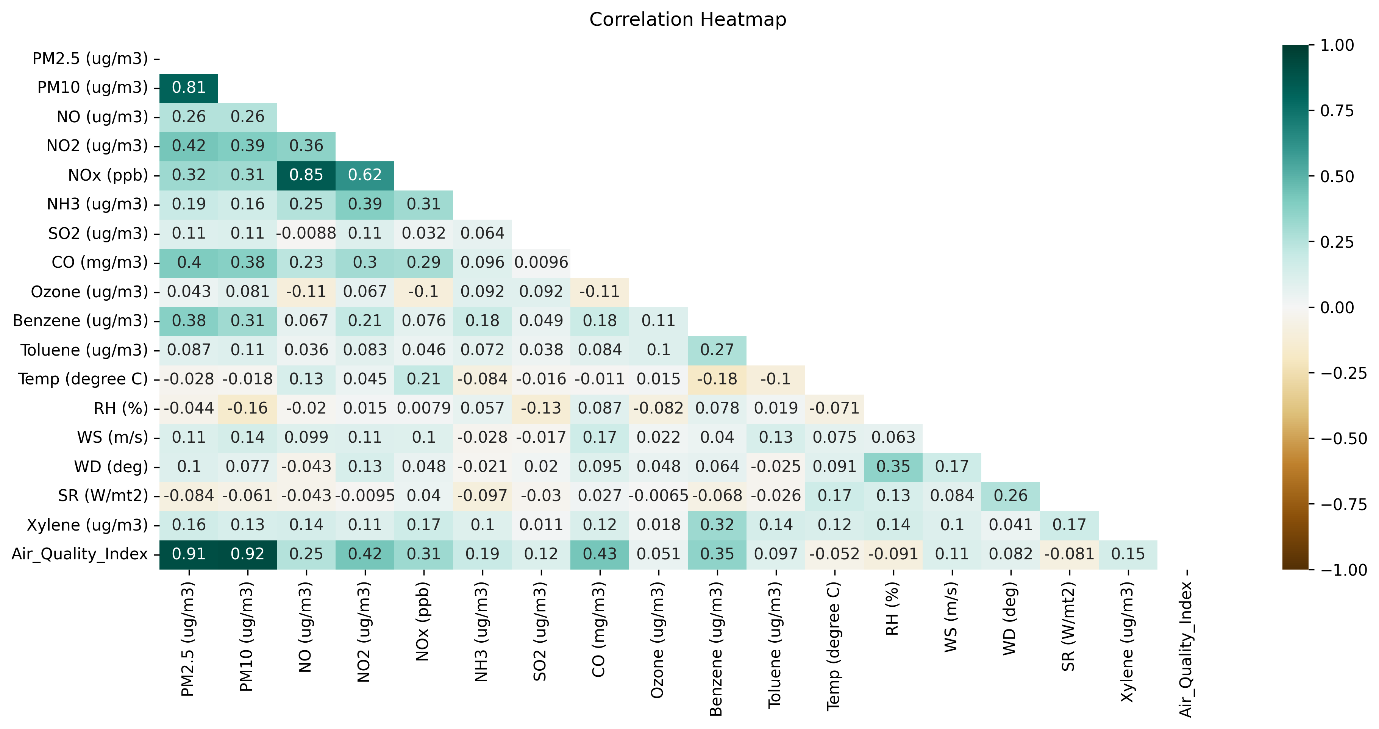 Correlation Heatmap
PM2.5 (ug/m3)
PM10 (ug/m3) 0.81
NO (ug/m3) 0.26 0.26
NO2 (ug/m3) 0.42 0.39 0.36
NOx (ppb) 0.32 0.31 0.85 0.62
NH3 (ug/m3) 0.19 0.16 0.25 0.39 0.31
SO2 (ug/m3) 0.11 0.11 -0.0088 0.11 0.032 0.064
CO (mg/m3) 0.4 0.38 0.23 0.3 0.29 0.096 0.0096
Ozone (ug/m3) 0.043 0.081 -0.11 0.067 -0.1 0.092 0.092 -0.11
Benzene (ug/m3) 0.38 0.31 0.067 0.21 0.076 0.18 0.049 0.18 0.11
Toluene (ug/m3) 0.087 0.11 0.036 0.083 0.046 0.072 0.038 0.084 0.1 0.27
Temp (degree C) -0.028 -0.018 0.13 0.045 0.21 -0.084 -0.016 -0.011 0.015 -0.18 -0.1
RH (%) -0.044 -0.16 -0.02 0.015 0.0079 0.057 -0.13 0.087 -0.082 0.078 0.019 -0.071
WS (m/s) 0.11 0.14 0.099 0.11 0.1 -0.028 -0.017 0.17 0.022 0.04 0.13 0.075 0.063
WD (deg) 0.1 0.077 -0.043 0.13 0.048 -0.021 0.02 0.095 0.048 0.064 -0.025 0.091 0.35 0.17
SR (W/mt2) -0.084 -0.061 -0.043 -0.0095 0.04 -0.097 -0.03 0.027 -0.0065 -0.068 -0.026 0.17 0.13 0.084 0.26
Xylene (ug/m3) 0.16 0.13 0.14 0.11 0.17 0.1 0.011 0.12 0.018 0.32 0.14 0.12 0.14 0.1 0.041 0.17
Air_Quality_Index 0.91 0.92 0.25 0.42 0.31 0.19 0.12 0.43 0.051 0.35 0.097 -0.052 -0.091 0.11 0.082 -0.081 0.15
PM2.5 (ug/m3)
PM10 (ug/m3)
NO (ug/m3)
NO2 (ug/m3)
NOx (ppb)
NH3 (ug/m3)
SO2 (ug/m3)
CO (mg/m3)
Ozone (ug/m3)
Benzene (ug/m3)
Toluene (ug/m3)
Temp (degree C)
RH (%)
WS (m/s)
WD (deg)
SR (W/mt2)
Xylene (ug/m3)
Air_Quality_Index
1.00
0.75
0.50
0.25
0.00
−0.25
−0.50
−0.75
−1.00